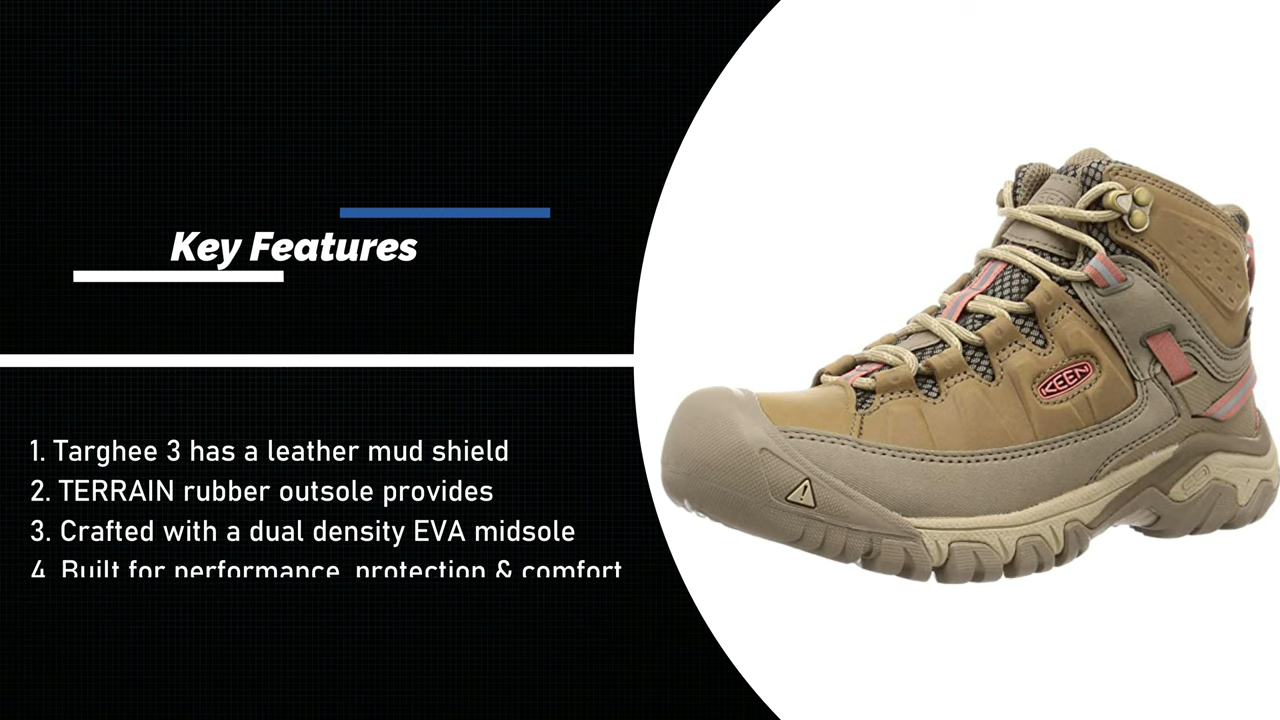 Key Features
1. Targhee 3 has a leather mud shield
2. TERRAIN rubber outsole provides
3. Crafted with a dual density EVA midsole
4. Built for performance, protection & comfort
KEEN